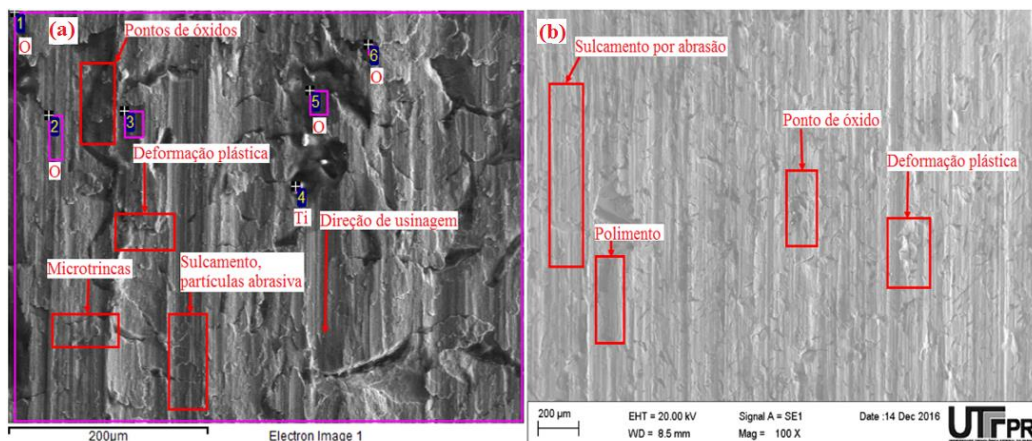 (a)
Pontos de óxidos
1
O
6
O
2
O
3
5
O
Deformação plástica
4
Ti
Direção de usinagem
Microtrincas
Sulcamento,
partículas abrasiva
200µm
Electron Image 1
(b)
Sulcamento por abrasão
Ponto de óxido
Deformação plástica
Polimento
200 µm
EHT = 20.00 kV
Signal A = SE1
Date :14 Dec 2016
WD = 8.5 mm
Mag = 100 X
UTFPR